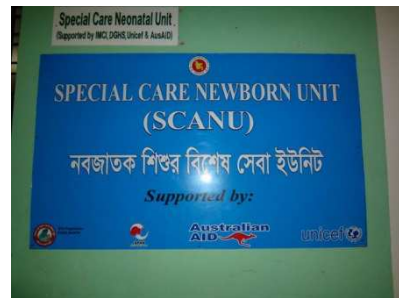 Special Care Neonatal Unit
(Supported by IMCI, DGHS, Unicef & AusAID)
SPECIAL CARE NEWBORN UNIT
(SCANU)
নবজাতক শিশুর বিশেষ সেবা ইউনিট
Supported by:
Australian
AID
unicef